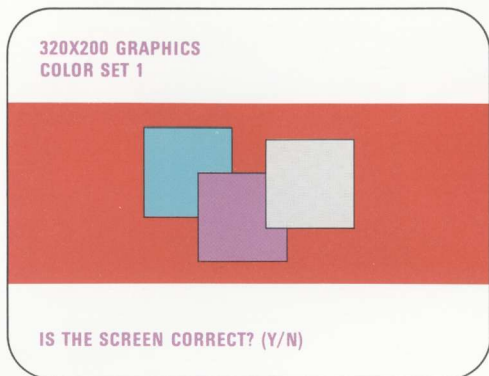 320X200 GRAPHICS
COLOR SET 1
IS THE SCREEN CORRECT? (Y/N)